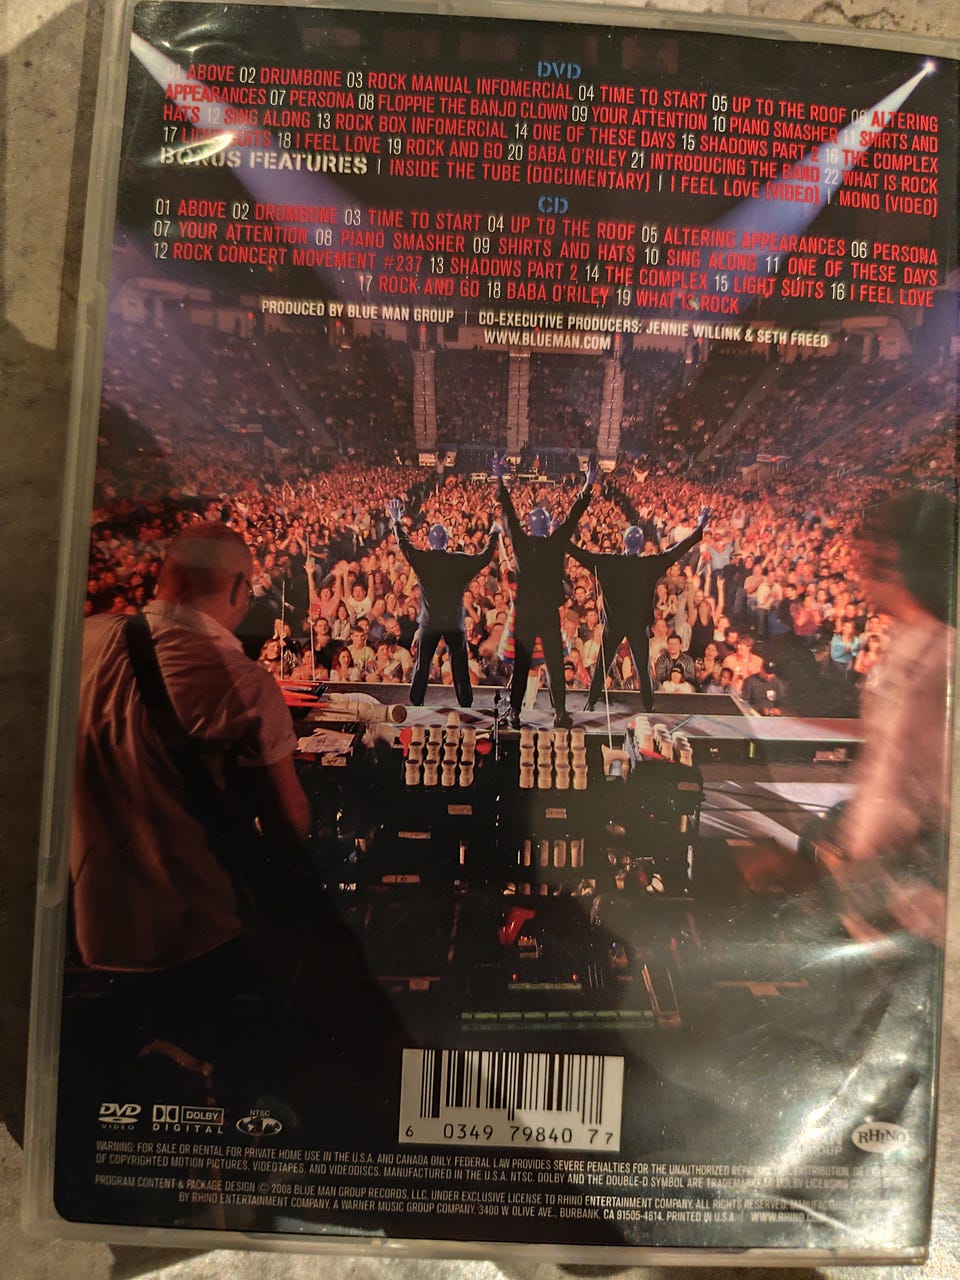 DVD
01 ABOVE 02 DRUMBONE 03 ROCK MANUAL INFOMERCIAL 04 TIME TO START 05 UP TO THE ROOF 06 ALTERING
APPEARANCES 07 PERSONA 08 FLOPPIE THE BANJO CLOWN 09 YOUR ATTENTION 10 PIANO SMASHER 11 SHIRTS AND
HATS 12 SING ALONG 13 ROCK BOX INFOMERCIAL 14 ONE OF THESE DAYS 15 SHADOWS PART 2 16 THE COMPLEX
17 LIGHT SUITS 18 I FEEL LOVE 19 ROCK AND GO 20 BABA O'RILEY 21 INTRODUCING THE BAND 22 WHAT IS ROCK
BONUS FEATURES | INSIDE THE TUBE (DOCUMENTARY) | I FEEL LOVE (VIDEO) | MONO (VIDEO)
CD
01 ABOVE 02 DRUMBONE 03 TIME TO START 04 UP TO THE ROOF 05 ALTERING APPEARANCES 06 PERSONA
07 YOUR ATTENTION 08 PIANO SMASHER 09 SHIRTS AND HATS 10 SING ALONG 11 ONE OF THESE DAYS
12 ROCK CONCERT MOVEMENT #237 13 SHADOWS PART 2 14 THE COMPLEX 15 LIGHT SUITS 16 I FEEL LOVE
17 ROCK AND GO 18 BABA O'RILEY 19 WHAT IS ROCK
PRODUCED BY BLUE MAN GROUP | CO-EXECUTIVE PRODUCERS: JENNIE WILLINK & SETH FREED
WWW.BLUEMAN.COM
6 0349 79840 7 7
DVD VIDEO
DOLBY DIGITAL
NTSC
RHINO
WARNING: FOR SALE OR RENTAL FOR PRIVATE HOME USE IN THE U.S.A. AND CANADA ONLY. FEDERAL LAW PROVIDES SEVERE PENALTIES FOR THE UNAUTHORIZED
OF COPYRIGHTED MOTION PICTURES, VIDEOTAPES, AND VIDEODISCS. MANUFACTURED IN THE U.S.A. NTSC. DOLBY AND THE DOUBLE-D SYMBOL ARE TRADEMARKS OF DOLBY LICENSING
PROGRAM CONTENT & PACKAGE DESIGN © 2008 BLUE MAN GROUP RECORDS, LLC, UNDER EXCLUSIVE LICENSE TO RHINO ENTERTAINMENT COMPANY. ALL RIGHTS RESERVED.
BY RHINO ENTERTAINMENT COMPANY, A WARNER MUSIC GROUP COMPANY. 3400 W OLIVE AVE., BURBANK, CA 91505-4614. PRINTED IN U.S.A. | WWW.RHINO